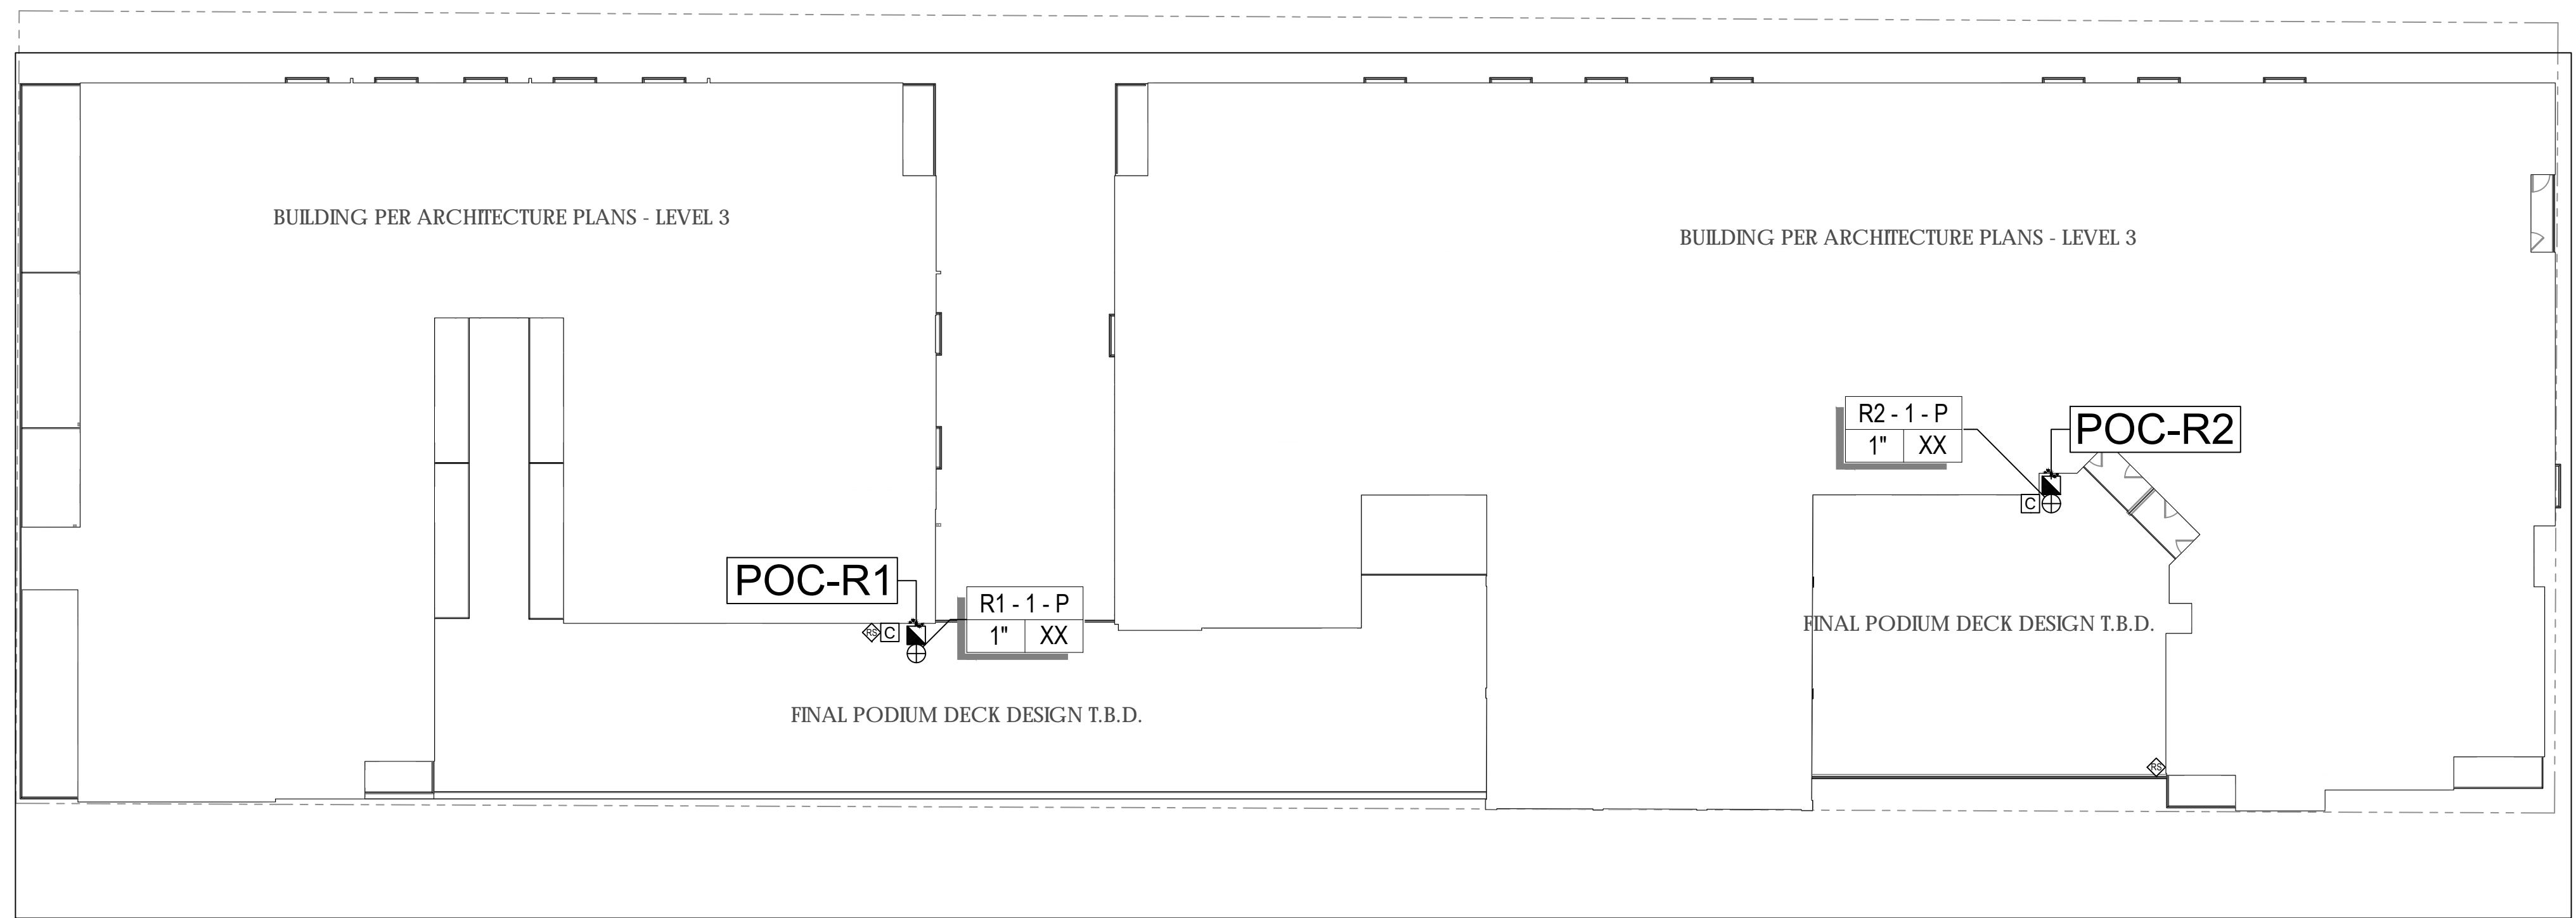 BUILDING PER ARCHITECTURE PLANS - LEVEL 3
BUILDING PER ARCHITECTURE PLANS - LEVEL 3
R2 - 1 - P
1" XX
POC-R2
C
POC-R1
R1 - 1 - P
1" XX
RS C
FINAL PODIUM DECK DESIGN T.B.D.
FINAL PODIUM DECK DESIGN T.B.D.
RS